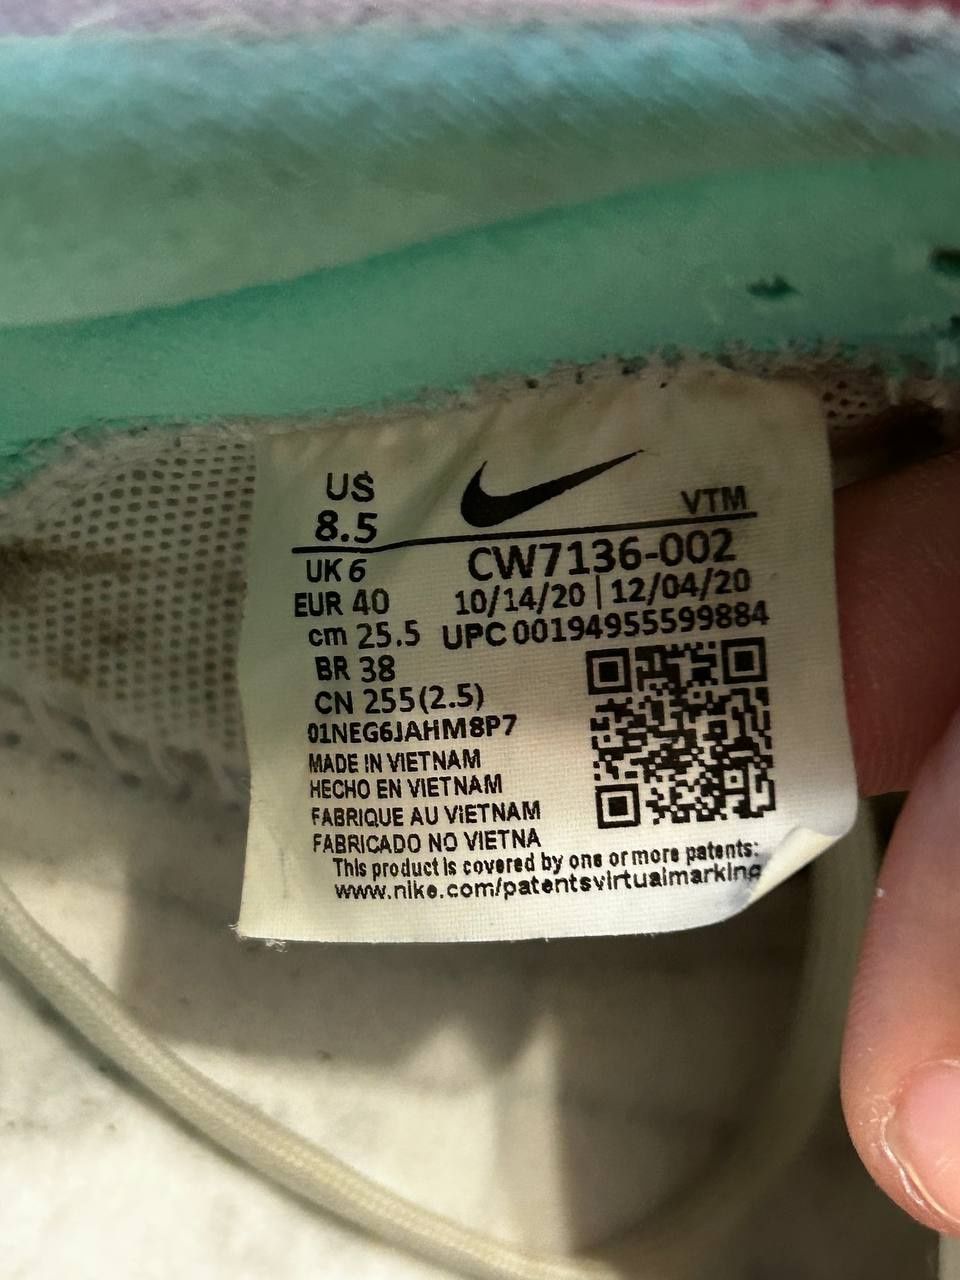 US
8.5
VTM
UK 6
CW7136-002
EUR 40
10/14/20 | 12/04/20
cm 25.5
UPC 00194955599884
BR 38
CN 255(2.5)
01NEG6JAHM8P7
MADE IN VIETNAM
HECHO EN VIETNAM
FABRIQUE AU VIETNAM
FABRICADO NO VIETNA
This product is covered by one or more patents:
www.nike.com/patentsvirtualmarking